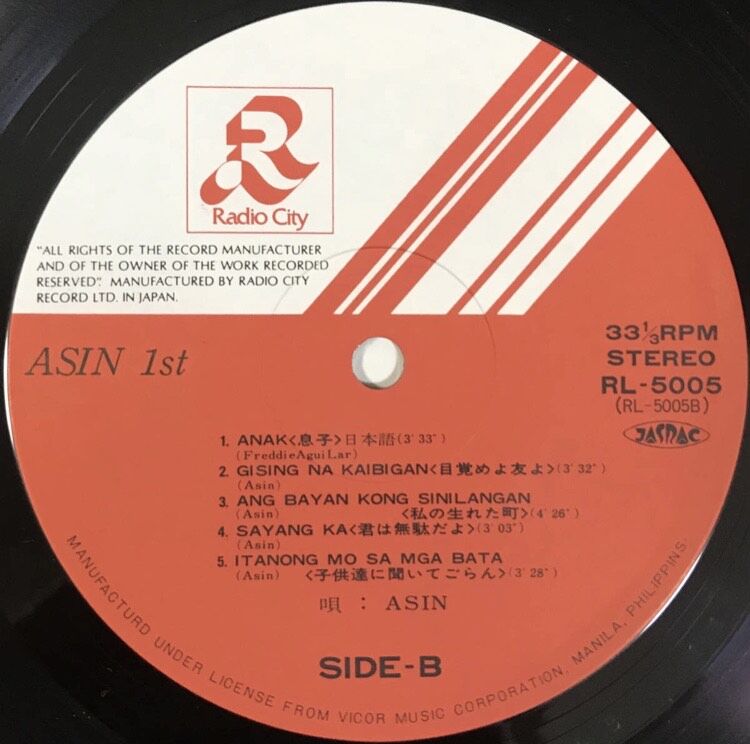 R
Radio City
"ALL RIGHTS OF THE RECORD MANUFACTURER
AND OF THE OWNER OF THE WORK RECORDED
RESERVED". MANUFACTURED BY RADIO CITY
RECORD LTD. IN JAPAN.
ASIN 1st
33 1/3 RPM
STEREO
RL-5005
(RL-5005B)
JASRAC
1. ANAK<息子>日本語(3'33")
(FreddieAguiLar)
2. GISING NA KAIBIGAN<目覚めよ友よ>(3'32")
(Asin)
3. ANG BAYAN KONG SINILANGAN
(Asin) <私の生れた町>(4'26")
4. SAYANG KA<君は無駄だよ>(3'03")
(Asin)
5. ITANONG MO SA MGA BATA
(Asin) <子供達に聞いてごらん>(3'28")
唄 : ASIN
SIDE-B
MANUFACTURD UNDER LICENSE FROM VICOR MUSIC CORPORATION, MANILA, PHILIPPINS.